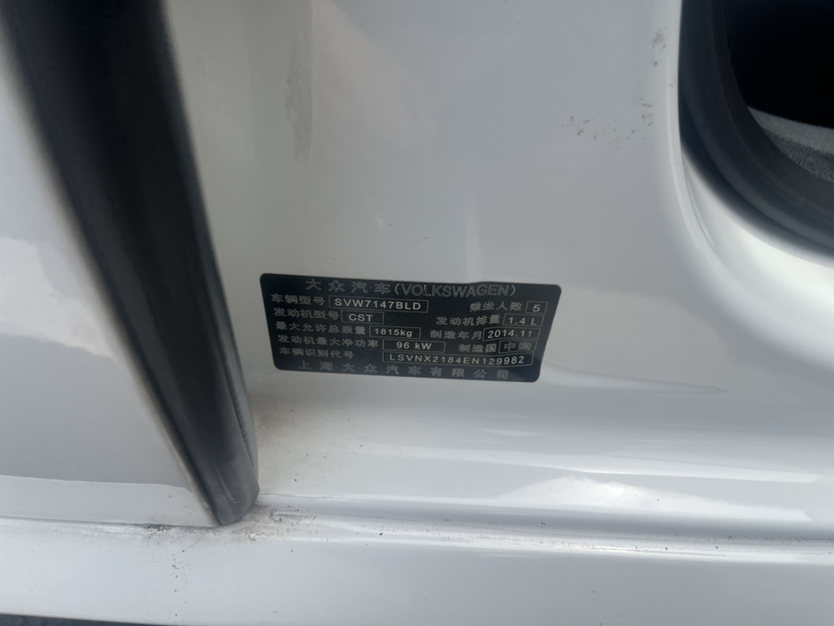 大众汽车(VOLKSWAGEN)
车辆型号 SVW7147BLD 乘坐人数 5
发动机型号 CST 发动机排量 1.4 L
最大允许总质量 1815kg 制造年月 2014.11
发动机最大净功率 96 kW 制造国 中国
车辆识别代号 LSVNX2184EN129982
上海大众汽车有限公司